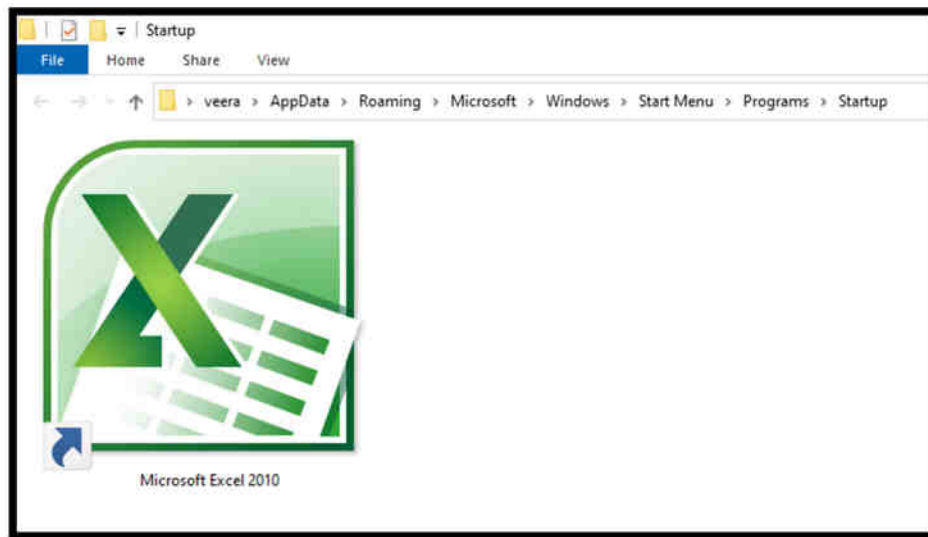 Startup
File Home Share View
veera > AppData > Roaming > Microsoft > Windows > Start Menu > Programs > Startup
Microsoft Excel 2010